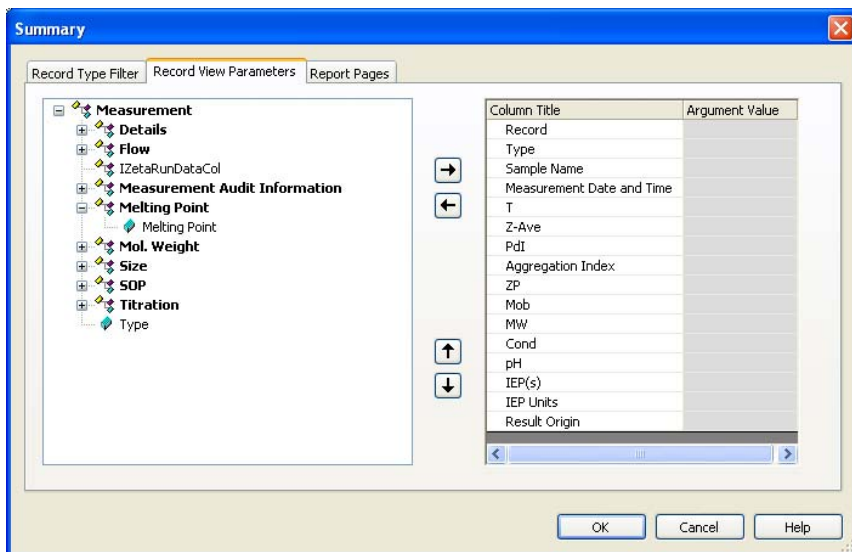 Summary
Record Type Filter
Record View Parameters
Report Pages
Measurement
Details
Flow
IZetaRunDataCol
Measurement Audit Information
Melting Point
Melting Point
Mol. Weight
Size
SOP
Titration
Type
Column Title Argument Value
Record
Type
Sample Name
Measurement Date and Time
T
Z-Ave
PdI
Aggregation Index
ZP
Mob
MW
Cond
pH
IEP(s)
IEP Units
Result Origin
OK Cancel Help